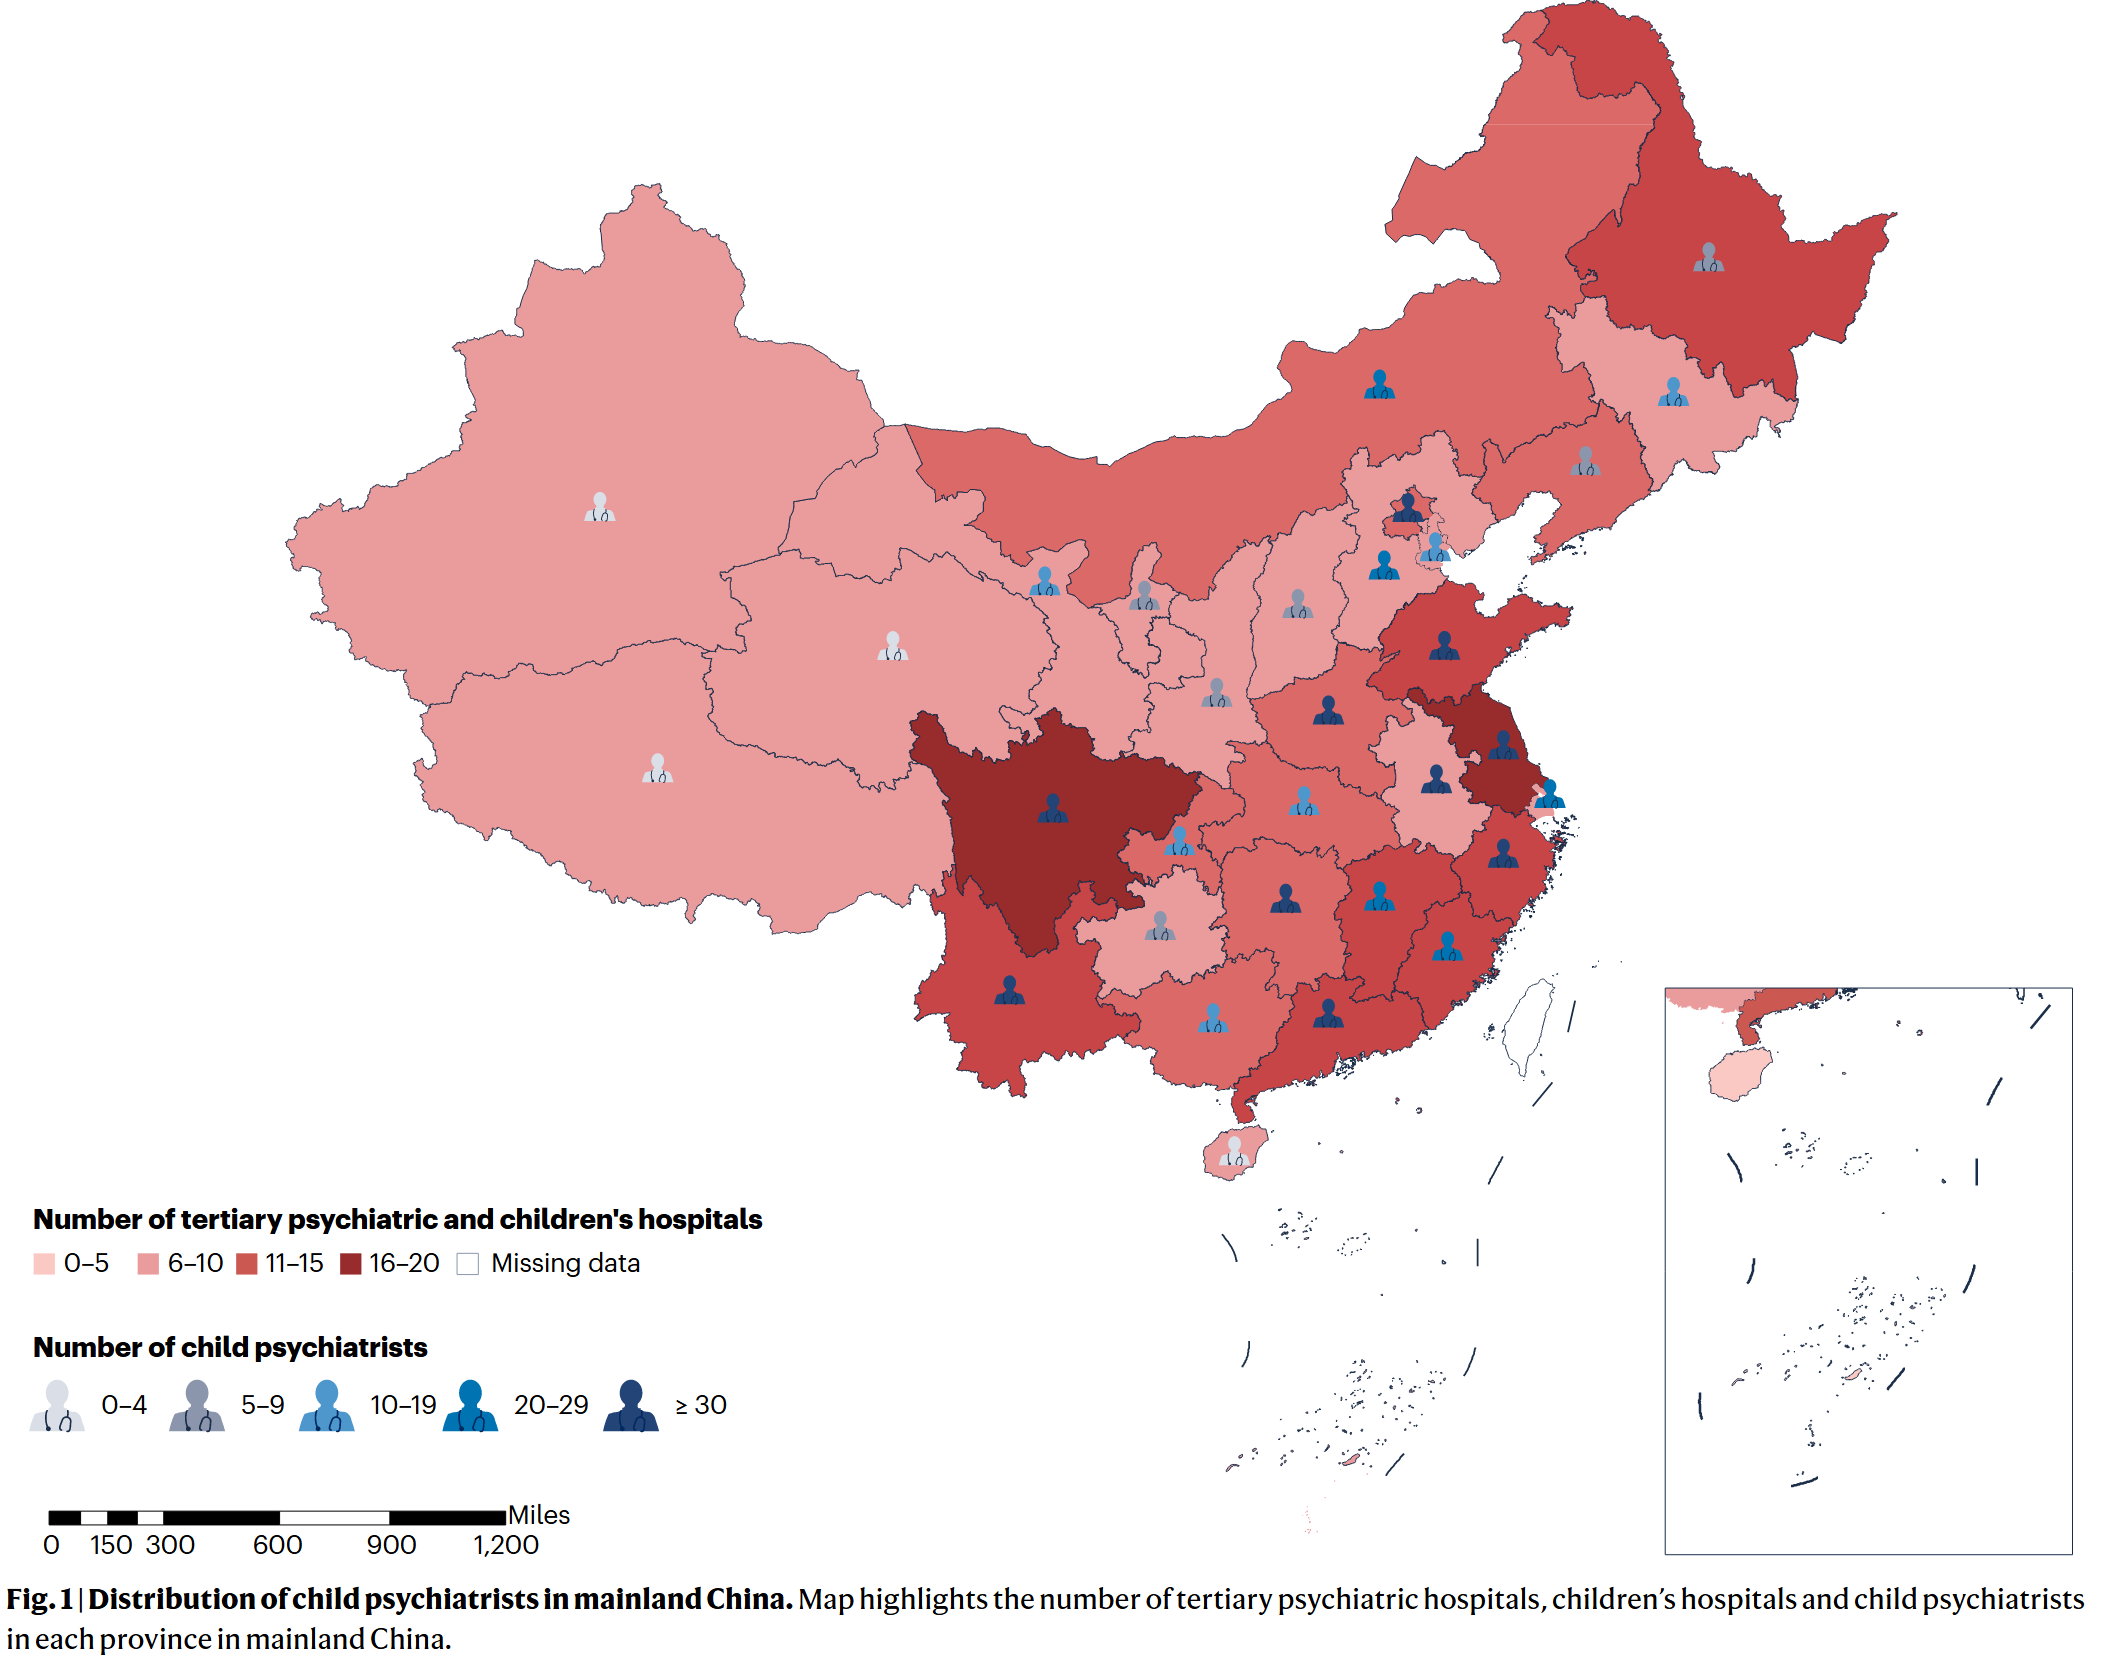 Number of tertiary psychiatric and children's hospitals
0–5 6–10 11–15 16–20 Missing data
Number of child psychiatrists
0–4 5–9 10–19 20–29 ≥ 30
Miles
0 150 300 600 900 1,200
Fig. 1 | Distribution of child psychiatrists in mainland China. Map highlights the number of tertiary psychiatric hospitals, children’s hospitals and child psychiatrists
in each province in mainland China.